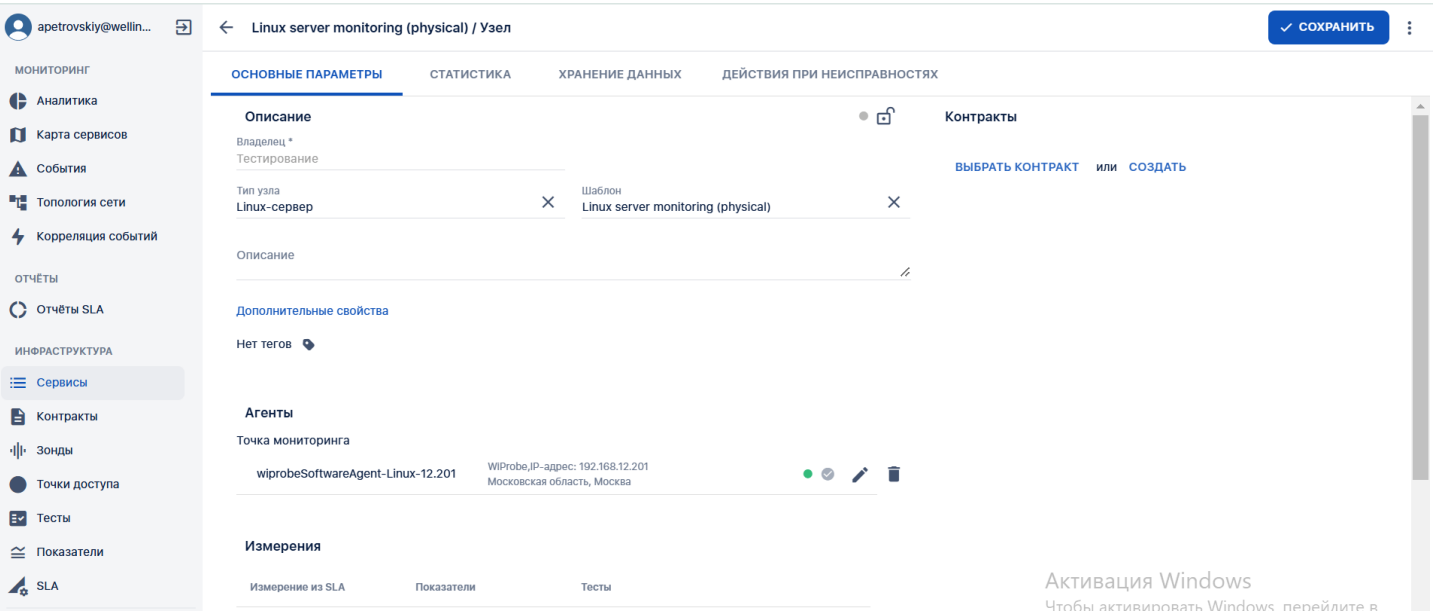 apetrovskiy@wellin...
МОНИТОРИНГ
Аналитика
Карта сервисов
События
Топология сети
Корреляция событий
ОТЧЁТЫ
Отчёты SLA
ИНФРАСТРУКТУРА
Сервисы
Контракты
Зонды
Точки доступа
Тесты
Показатели
SLA
Linux server monitoring (physical) / Узел
СОХРАНИТЬ
ОСНОВНЫЕ ПАРАМЕТРЫ СТАТИСТИКА ХРАНЕНИЕ ДАННЫХ ДЕЙСТВИЯ ПРИ НЕИСПРАВНОСТЯХ
Описание
Владелец *
Тестирование
Тип узла
Linux-сервер
Шаблон
Linux server monitoring (physical)
Описание
Дополнительные свойства
Нет тегов
Агенты
Точка мониторинга
wiprobeSoftwareAgent-Linux-12.201
WiProbe,IP-адрес: 192.168.12.201
Московская область, Москва
Измерения
Измерение из SLA Показатели Тесты
Контракты
ВЫБРАТЬ КОНТРАКТ или СОЗДАТЬ
Активация Windows
Чтобы активировать Windows, перейдите в